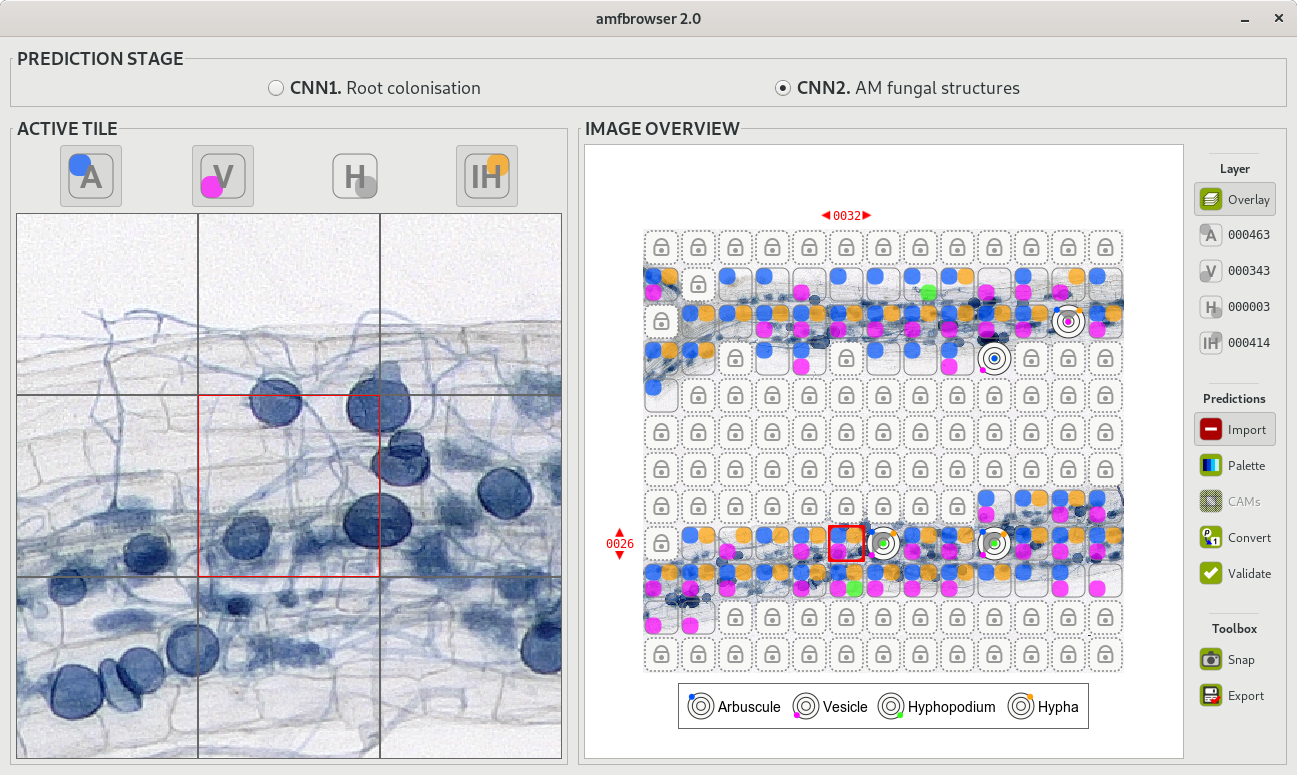 amfbrowser 2.0
PREDICTION STAGE
CNN1. Root colonisation
CNN2. AM fungal structures
ACTIVE TILE
A
V
H
IH
IMAGE OVERVIEW
0032
0026
Arbuscule
Vesicle
Hyphopodium
Hypha
Layer
Overlay
A 000463
V 000343
H 000003
IH 000414
Predictions
Import
Palette
CAMs
P 1 Convert
Validate
Toolbox
Snap
Export